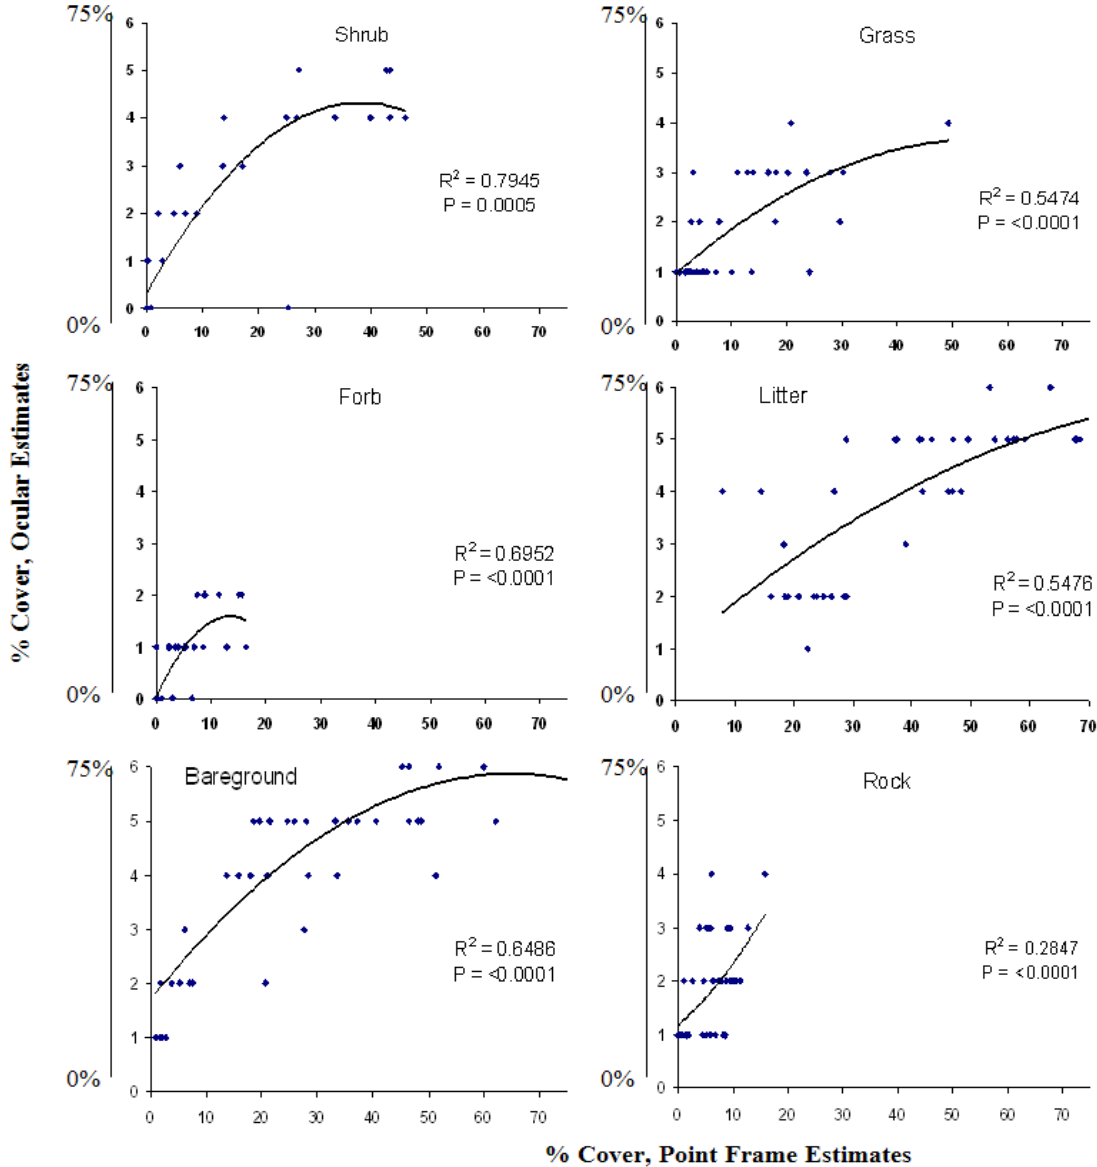 75%
6
5
4
3
2
1
0
0%
Shrub
R² = 0.7945
P = 0.0005
0 10 20 30 40 50 60 70
75%
6
5
4
3
2
1
0
0%
Grass
R² = 0.5474
P = <0.0001
0 10 20 30 40 50 60 70
% Cover, Ocular Estimates
75%
6
5
4
3
2
1
0
0%
Forb
R² = 0.6952
P = <0.0001
0 10 20 30 40 50 60 70
75%
6
5
4
3
2
1
0
0%
Litter
R² = 0.5476
P = <0.0001
0 10 20 30 40 50 60 70
75%
6
5
4
3
2
1
0
0%
Bareground
R² = 0.6486
P = <0.0001
0 10 20 30 40 50 60 70
75%
6
5
4
3
2
1
0
0%
Rock
R² = 0.2847
P = <0.0001
0 10 20 30 40 50 60 70
% Cover, Point Frame Estimates